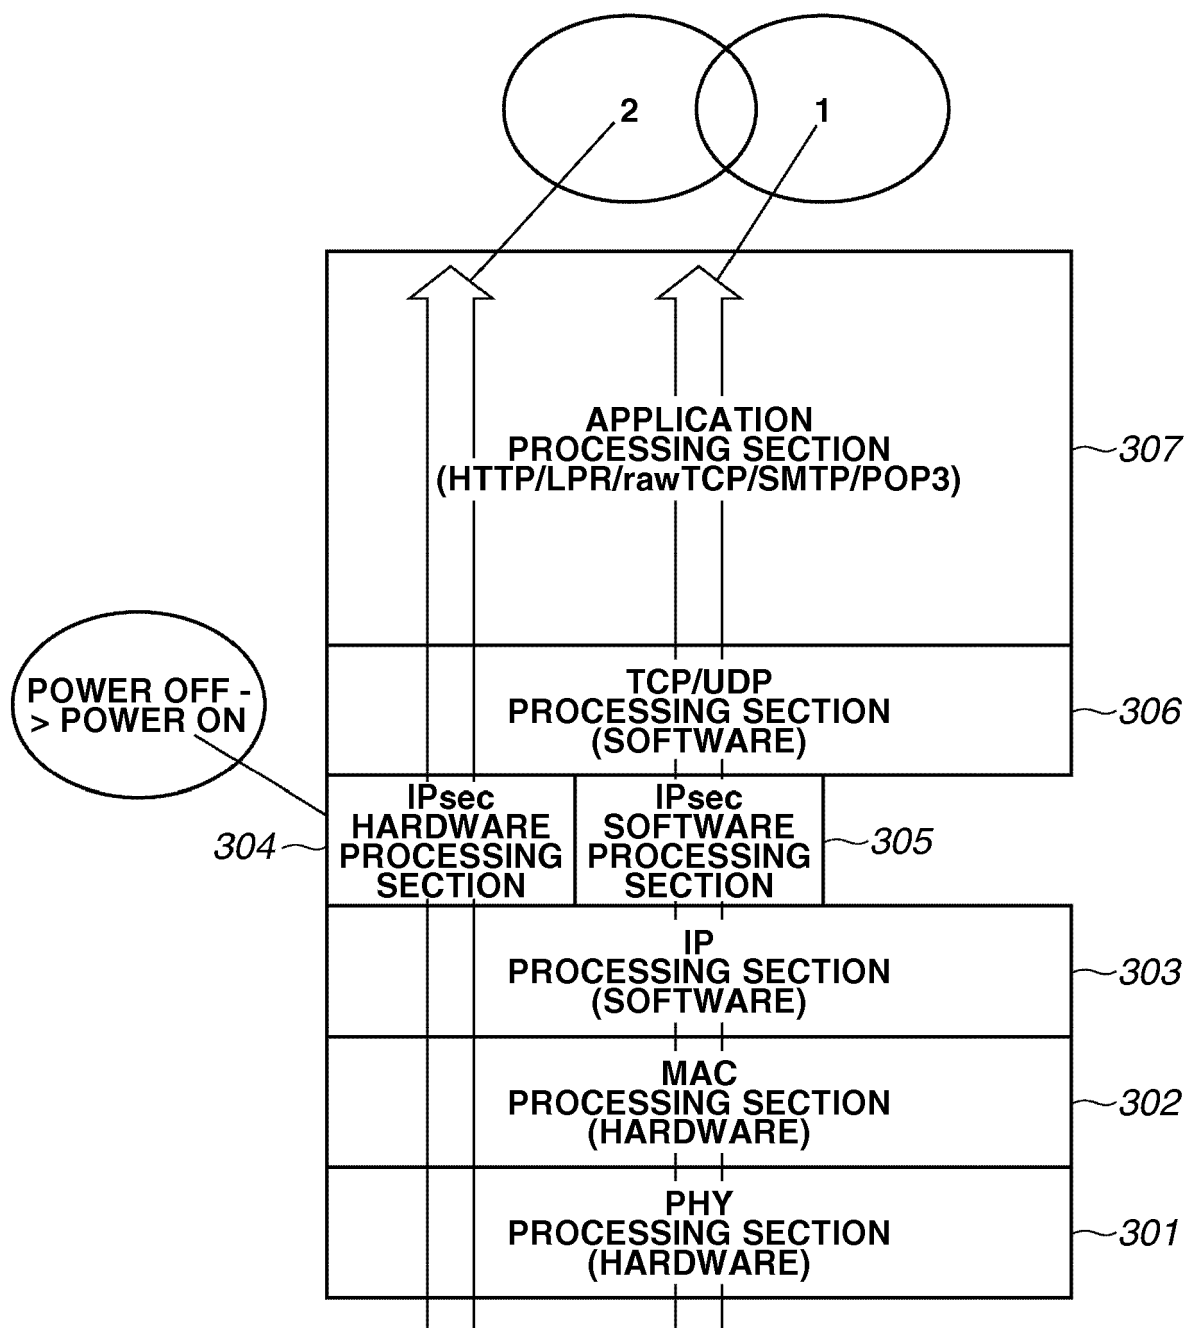 2
1
APPLICATION
PROCESSING SECTION
(HTTP/LPR/rawTCP/SMTP/POP3)
307
POWER OFF -
> POWER ON
TCP/UDP
PROCESSING SECTION
(SOFTWARE)
306
304
IPsec
HARDWARE
PROCESSING
SECTION
IPsec
SOFTWARE
PROCESSING
SECTION
305
IP
PROCESSING SECTION
(SOFTWARE)
303
MAC
PROCESSING SECTION
(HARDWARE)
302
PHY
PROCESSING SECTION
(HARDWARE)
301